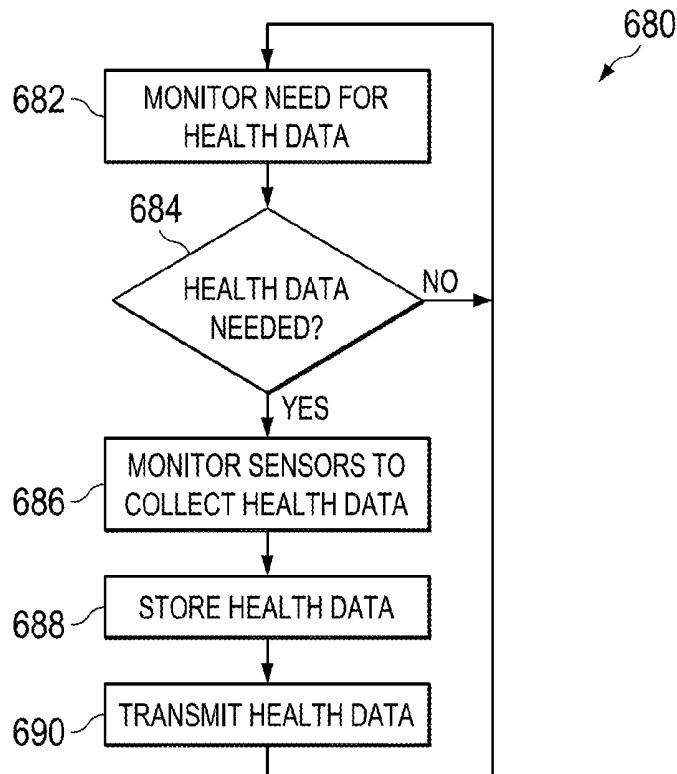 680
682
MONITOR NEED FOR
HEALTH DATA
684
HEALTH DATA
NEEDED?
NO
YES
686
MONITOR SENSORS TO
COLLECT HEALTH DATA
688
STORE HEALTH DATA
690
TRANSMIT HEALTH DATA